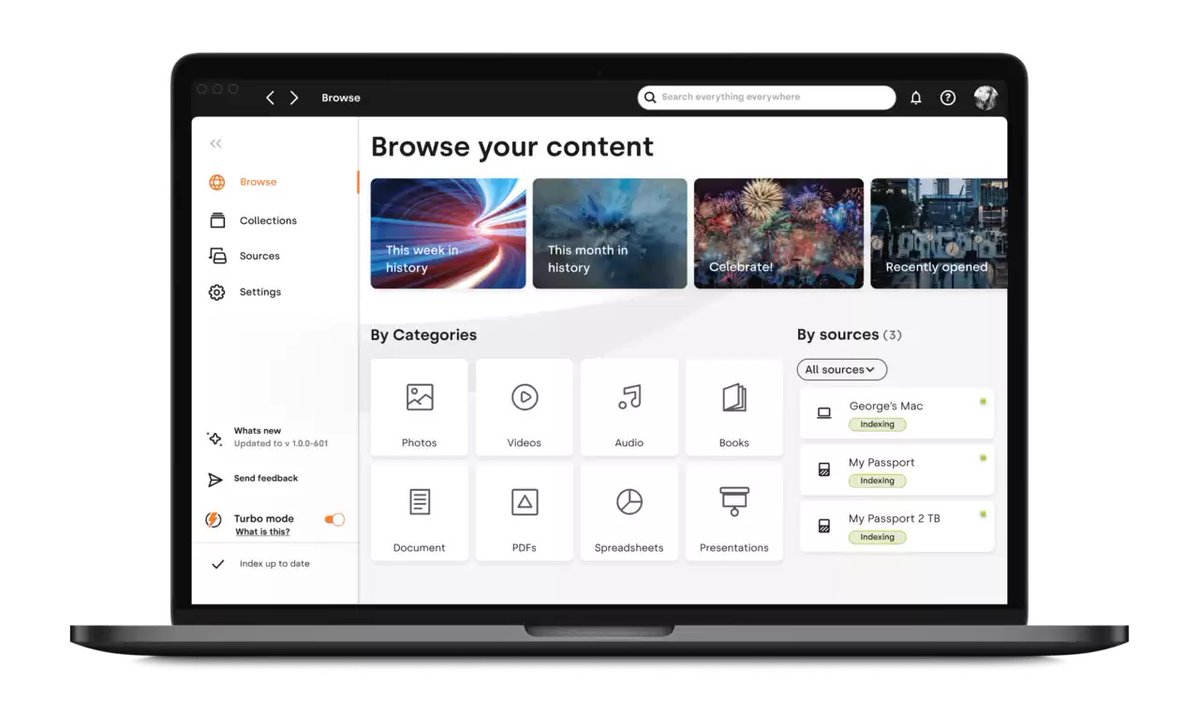 Browse
Search everything everywhere
Browse
Collections
Sources
Settings
Whats new
Updated to v 1.0.0-601
Send feedback
Turbo mode
What is this?
Index up to date
Browse your content
This week in
history
This month in
history
Celebrate!
Recently opened
By Categories
Photos
Videos
Audio
Books
Document
PDFs
Spreadsheets
Presentations
By sources (3)
All sources
George's Mac
Indexing
My Passport
Indexing
My Passport 2 TB
Indexing